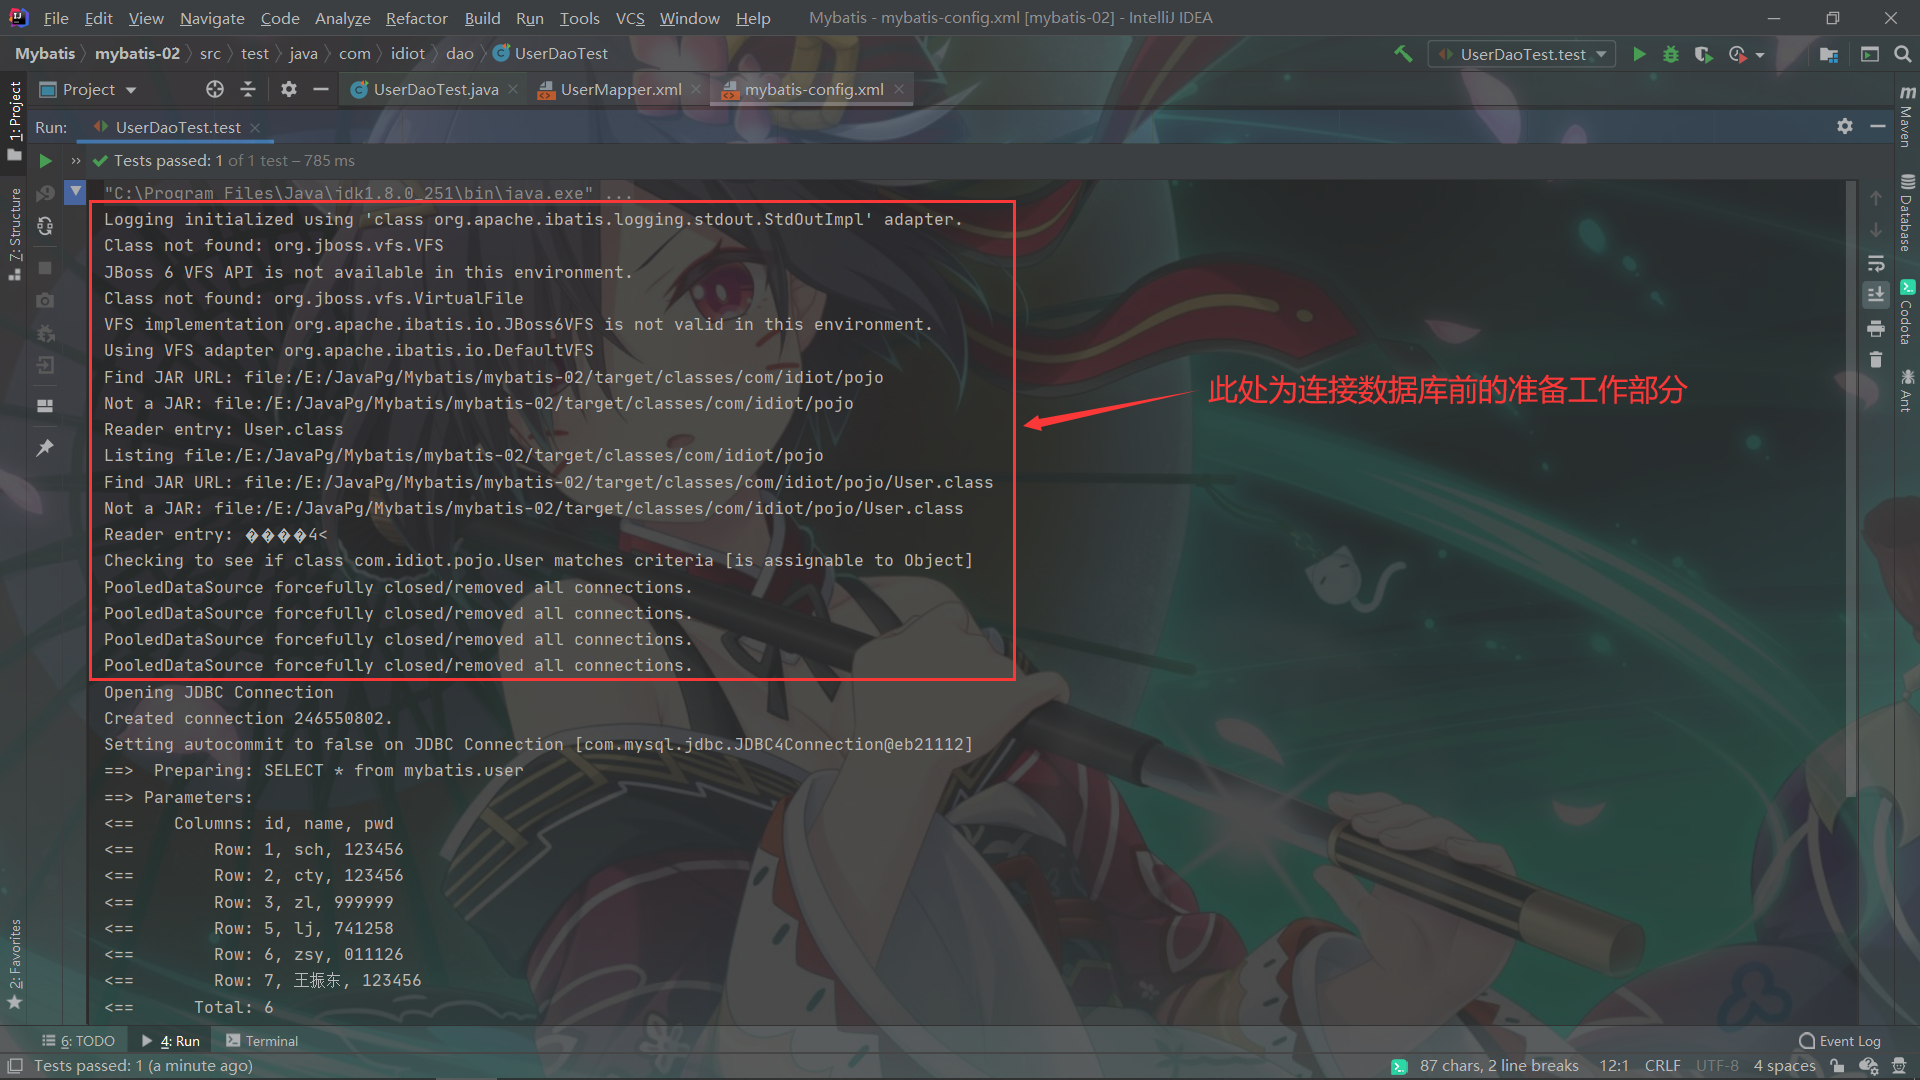 File Edit View Navigate Code Analyze Refactor Build Run Tools VCS Window Help Mybatis - mybatis-config.xml [mybatis-02] - IntelliJ IDEA
Mybatis mybatis-02 src test java com idiot dao UserDaoTest UserDaoTest.test
Project UserDaoTest.java UserMapper.xml mybatis-config.xml
Run: UserDaoTest.test
Tests passed: 1 of 1 test – 785 ms
"C:\Program Files\Java\jdk1.8.0_251\bin\java.exe" ...
Logging initialized using 'class org.apache.ibatis.logging.stdout.StdOutImpl' adapter.
Class not found: org.jboss.vfs.VFS
JBoss 6 VFS API is not available in this environment.
Class not found: org.jboss.vfs.VirtualFile
VFS implementation org.apache.ibatis.io.JBoss6VFS is not valid in this environment.
Using VFS adapter org.apache.ibatis.io.DefaultVFS
Find JAR URL: file:/E:/JavaPg/Mybatis/mybatis-02/target/classes/com/idiot/pojo
Not a JAR: file:/E:/JavaPg/Mybatis/mybatis-02/target/classes/com/idiot/pojo
Reader entry: User.class
Listing file:/E:/JavaPg/Mybatis/mybatis-02/target/classes/com/idiot/pojo
Find JAR URL: file:/E:/JavaPg/Mybatis/mybatis-02/target/classes/com/idiot/pojo/User.class
Not a JAR: file:/E:/JavaPg/Mybatis/mybatis-02/target/classes/com/idiot/pojo/User.class
Reader entry: ����4<
Checking to see if class com.idiot.pojo.User matches criteria [is assignable to Object]
PooledDataSource forcefully closed/removed all connections.
PooledDataSource forcefully closed/removed all connections.
PooledDataSource forcefully closed/removed all connections.
PooledDataSource forcefully closed/removed all connections.
此处为连接数据库前的准备工作部分
Opening JDBC Connection
Created connection 246550802.
Setting autocommit to false on JDBC Connection [com.mysql.jdbc.JDBC4Connection@eb21112]
==>  Preparing: SELECT * from mybatis.user
==> Parameters:
<==    Columns: id, name, pwd
<==        Row: 1, sch, 123456
<==        Row: 2, cty, 123456
<==        Row: 3, zl, 999999
<==        Row: 5, lj, 741258
<==        Row: 6, zsy, 011126
<==        Row: 7, 王振东, 123456
<==      Total: 6
1: Project
7: Structure
2: Favorites
Maven
Database
Codota
Ant
6: TODO 4: Run Terminal Event Log
Tests passed: 1 (a minute ago) 87 chars, 2 line breaks 12:1 CRLF UTF-8 4 spaces